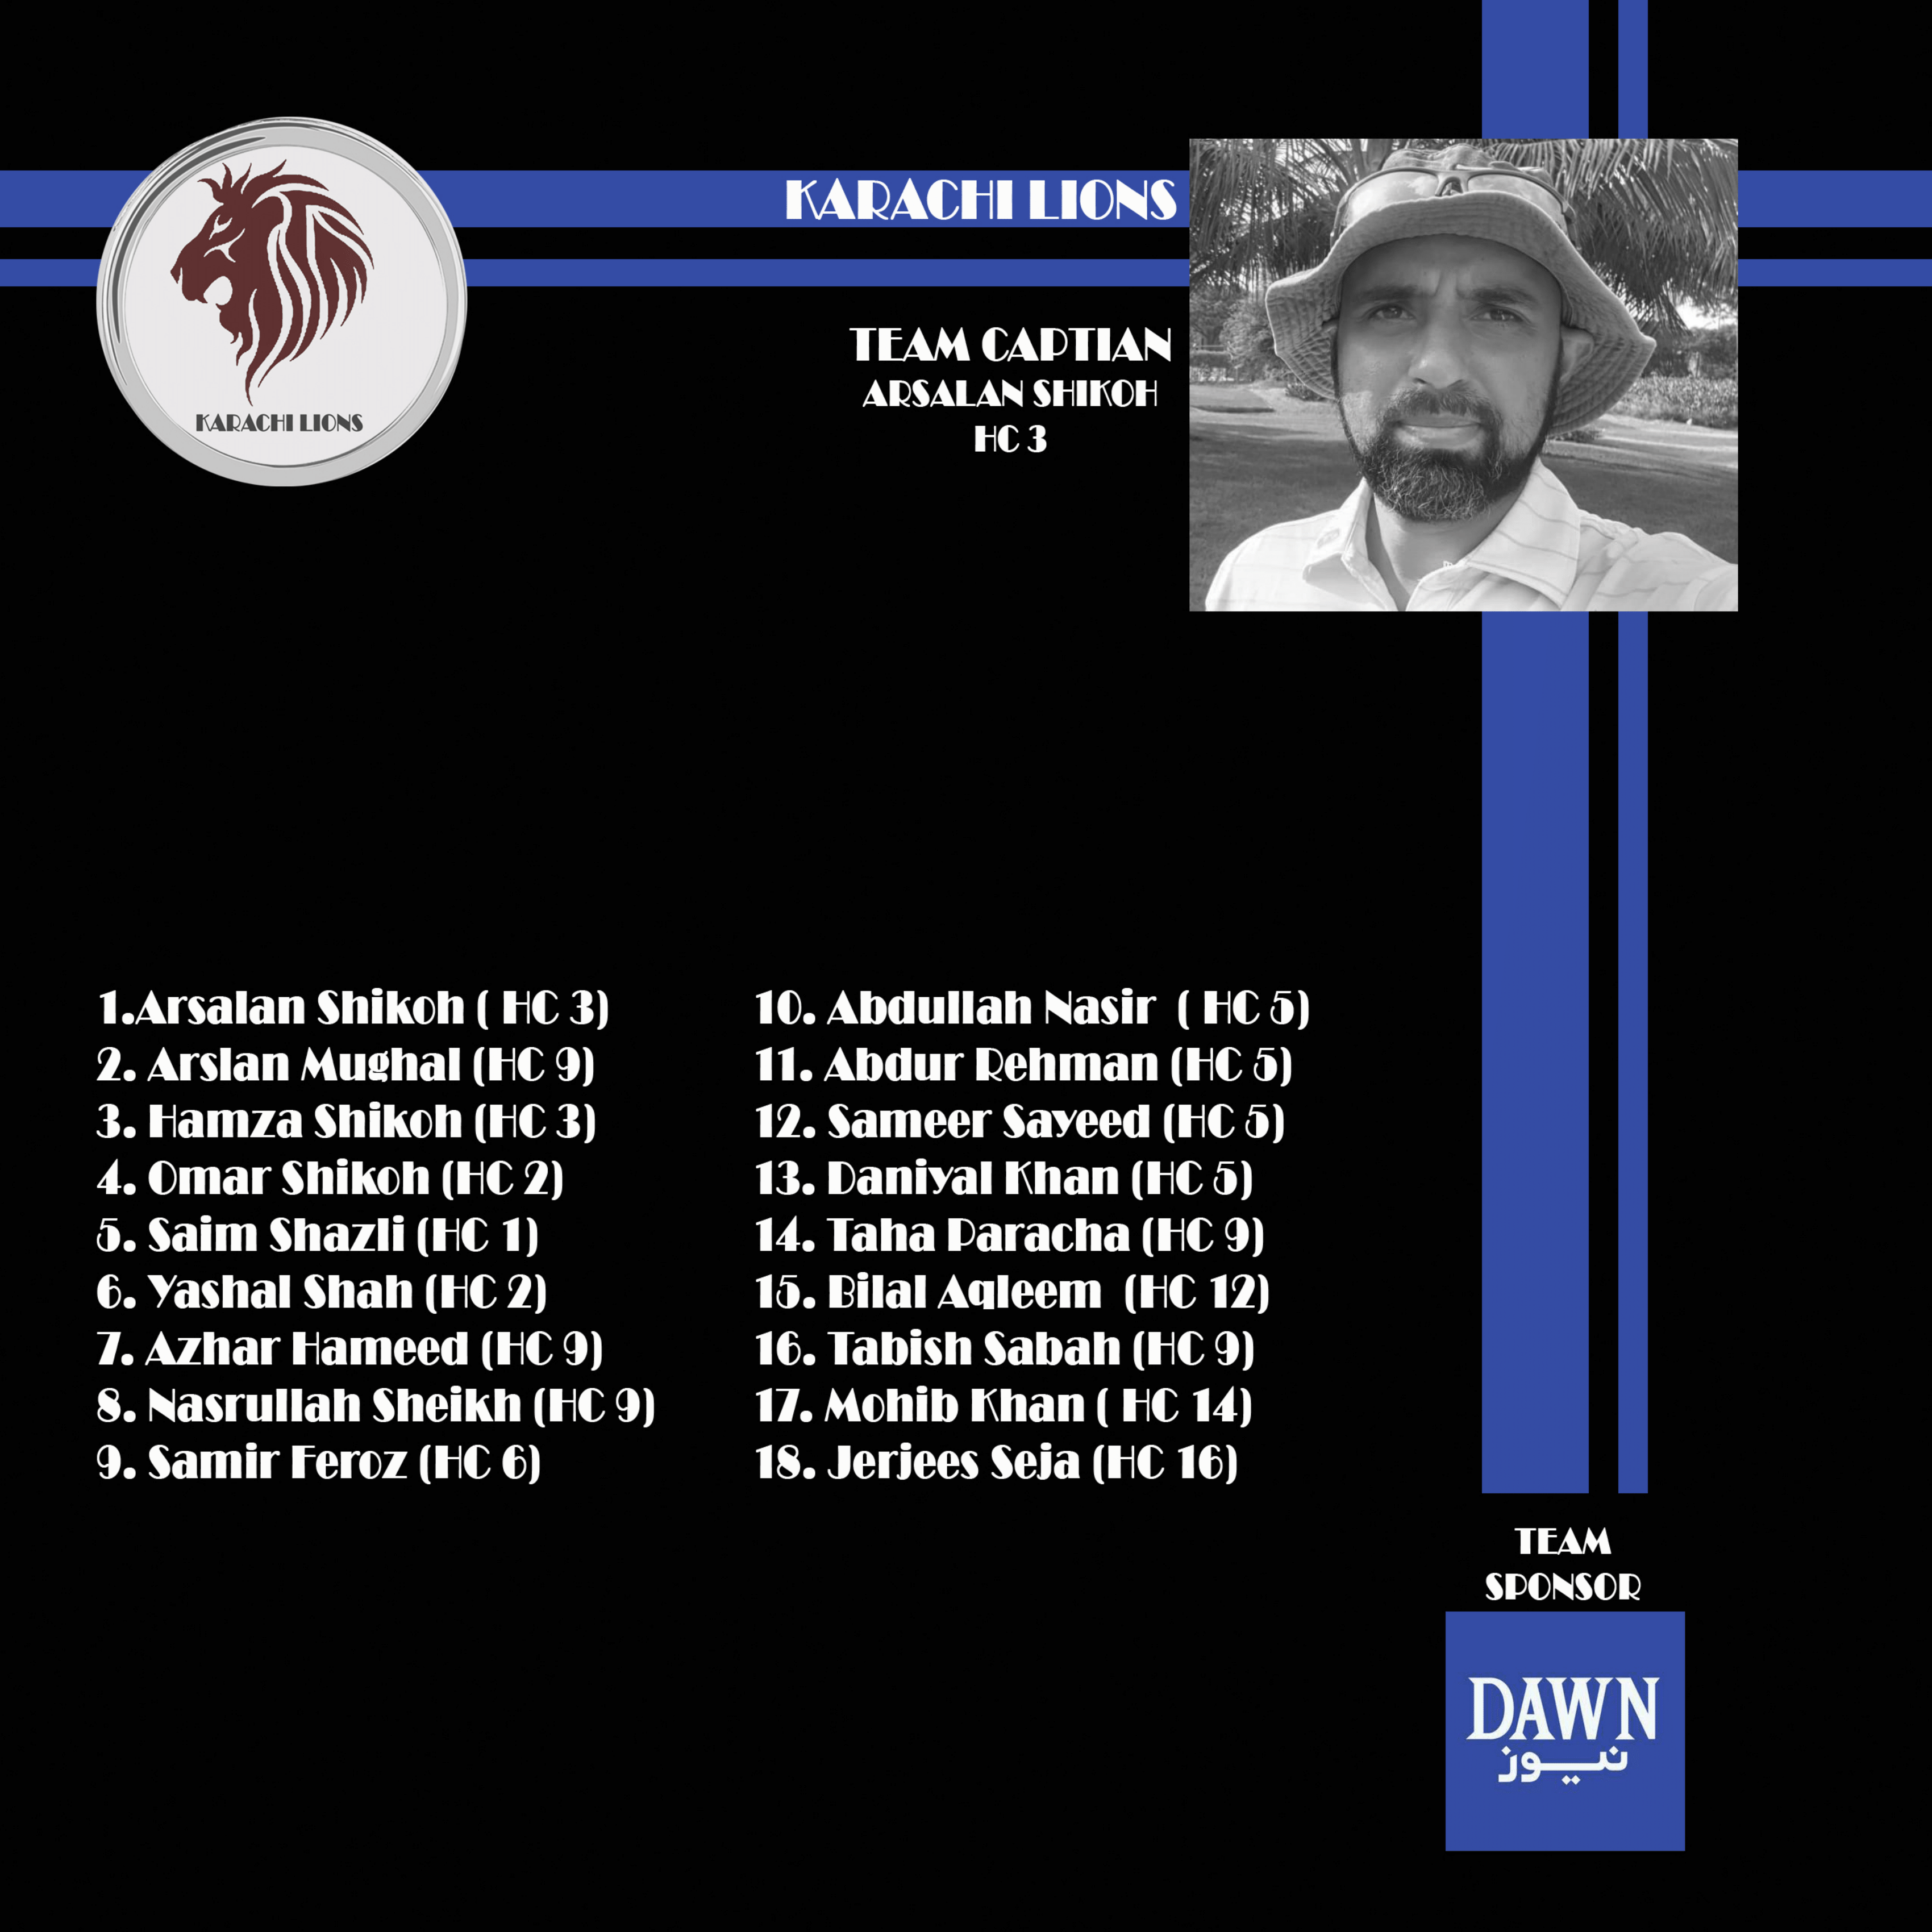 KARACHI LIONS
KARACHI LIONS
TEAM CAPTIAN
ARSALAN SHIKOH
HC 3
1.Arsalan Shikoh ( HC 3)
2. Arslan Mughal (HC 9)
3. Hamza Shikoh (HC 3)
4. Omar Shikoh (HC 2)
5. Saim Shazli (HC 1)
6. Yashal Shah (HC 2)
7. Azhar Hameed (HC 9)
8. Nasrullah Sheikh (HC 9)
9. Samir Feroz (HC 6)
10. Abdullah Nasir  ( HC 5)
11. Abdur Rehman (HC 5)
12. Sameer Sayeed (HC 5)
13. Daniyal Khan (HC 5)
14. Taha Paracha (HC 9)
15. Bilal Aqleem  (HC 12)
16. Tabish Sabah (HC 9)
17. Mohib Khan ( HC 14)
18. Jerjees Seja (HC 16)
TEAM
SPONSOR
DAWN
نیوز